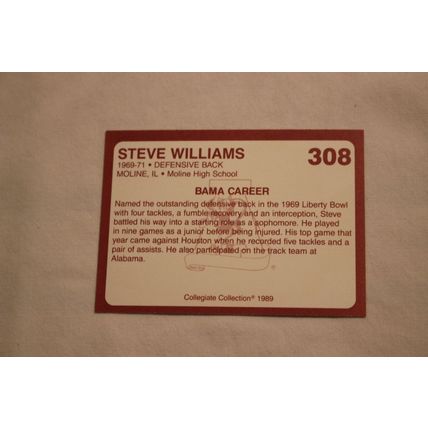 STEVE WILLIAMS 308
1969-71 • DEFENSIVE BACK
MOLINE, IL • Moline High School
BAMA CAREER
Named the outstanding defensive back in the 1969 Liberty Bowl
with four tackles, a fumble recovery and an interception, Steve
battled his way into a starting role as a sophomore. He played
in nine games as a junior before being injured. His top game that
year came against Houston when he recorded five tackles and a
pair of assists. He also participated on the track team at
Alabama.
Collegiate Collection® 1989